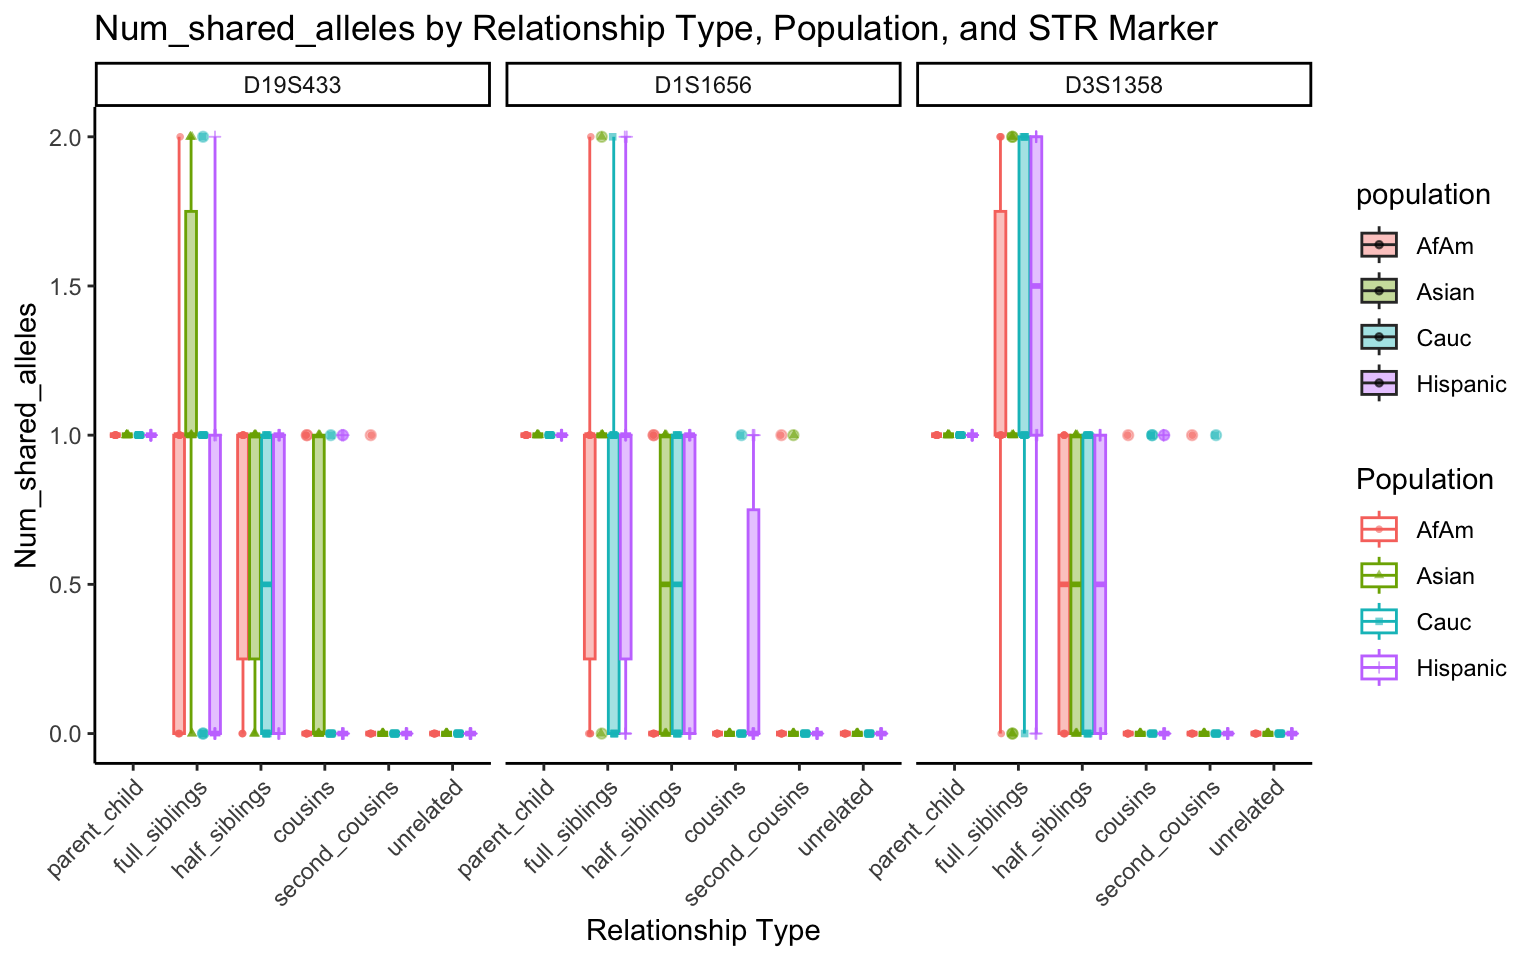 Num_shared_alleles by Relationship Type, Population, and STR Marker
D19S433 D1S1656 D3S1358
Num_shared_alleles
2.0
1.5
1.0
0.5
0.0
parent_child full_siblings half_siblings cousins second_cousins unrelated parent_child full_siblings half_siblings cousins second_cousins unrelated parent_child full_siblings half_siblings cousins second_cousins unrelated
Relationship Type
population
AfAm
Asian
Cauc
Hispanic
Population
AfAm
Asian
Cauc
Hispanic